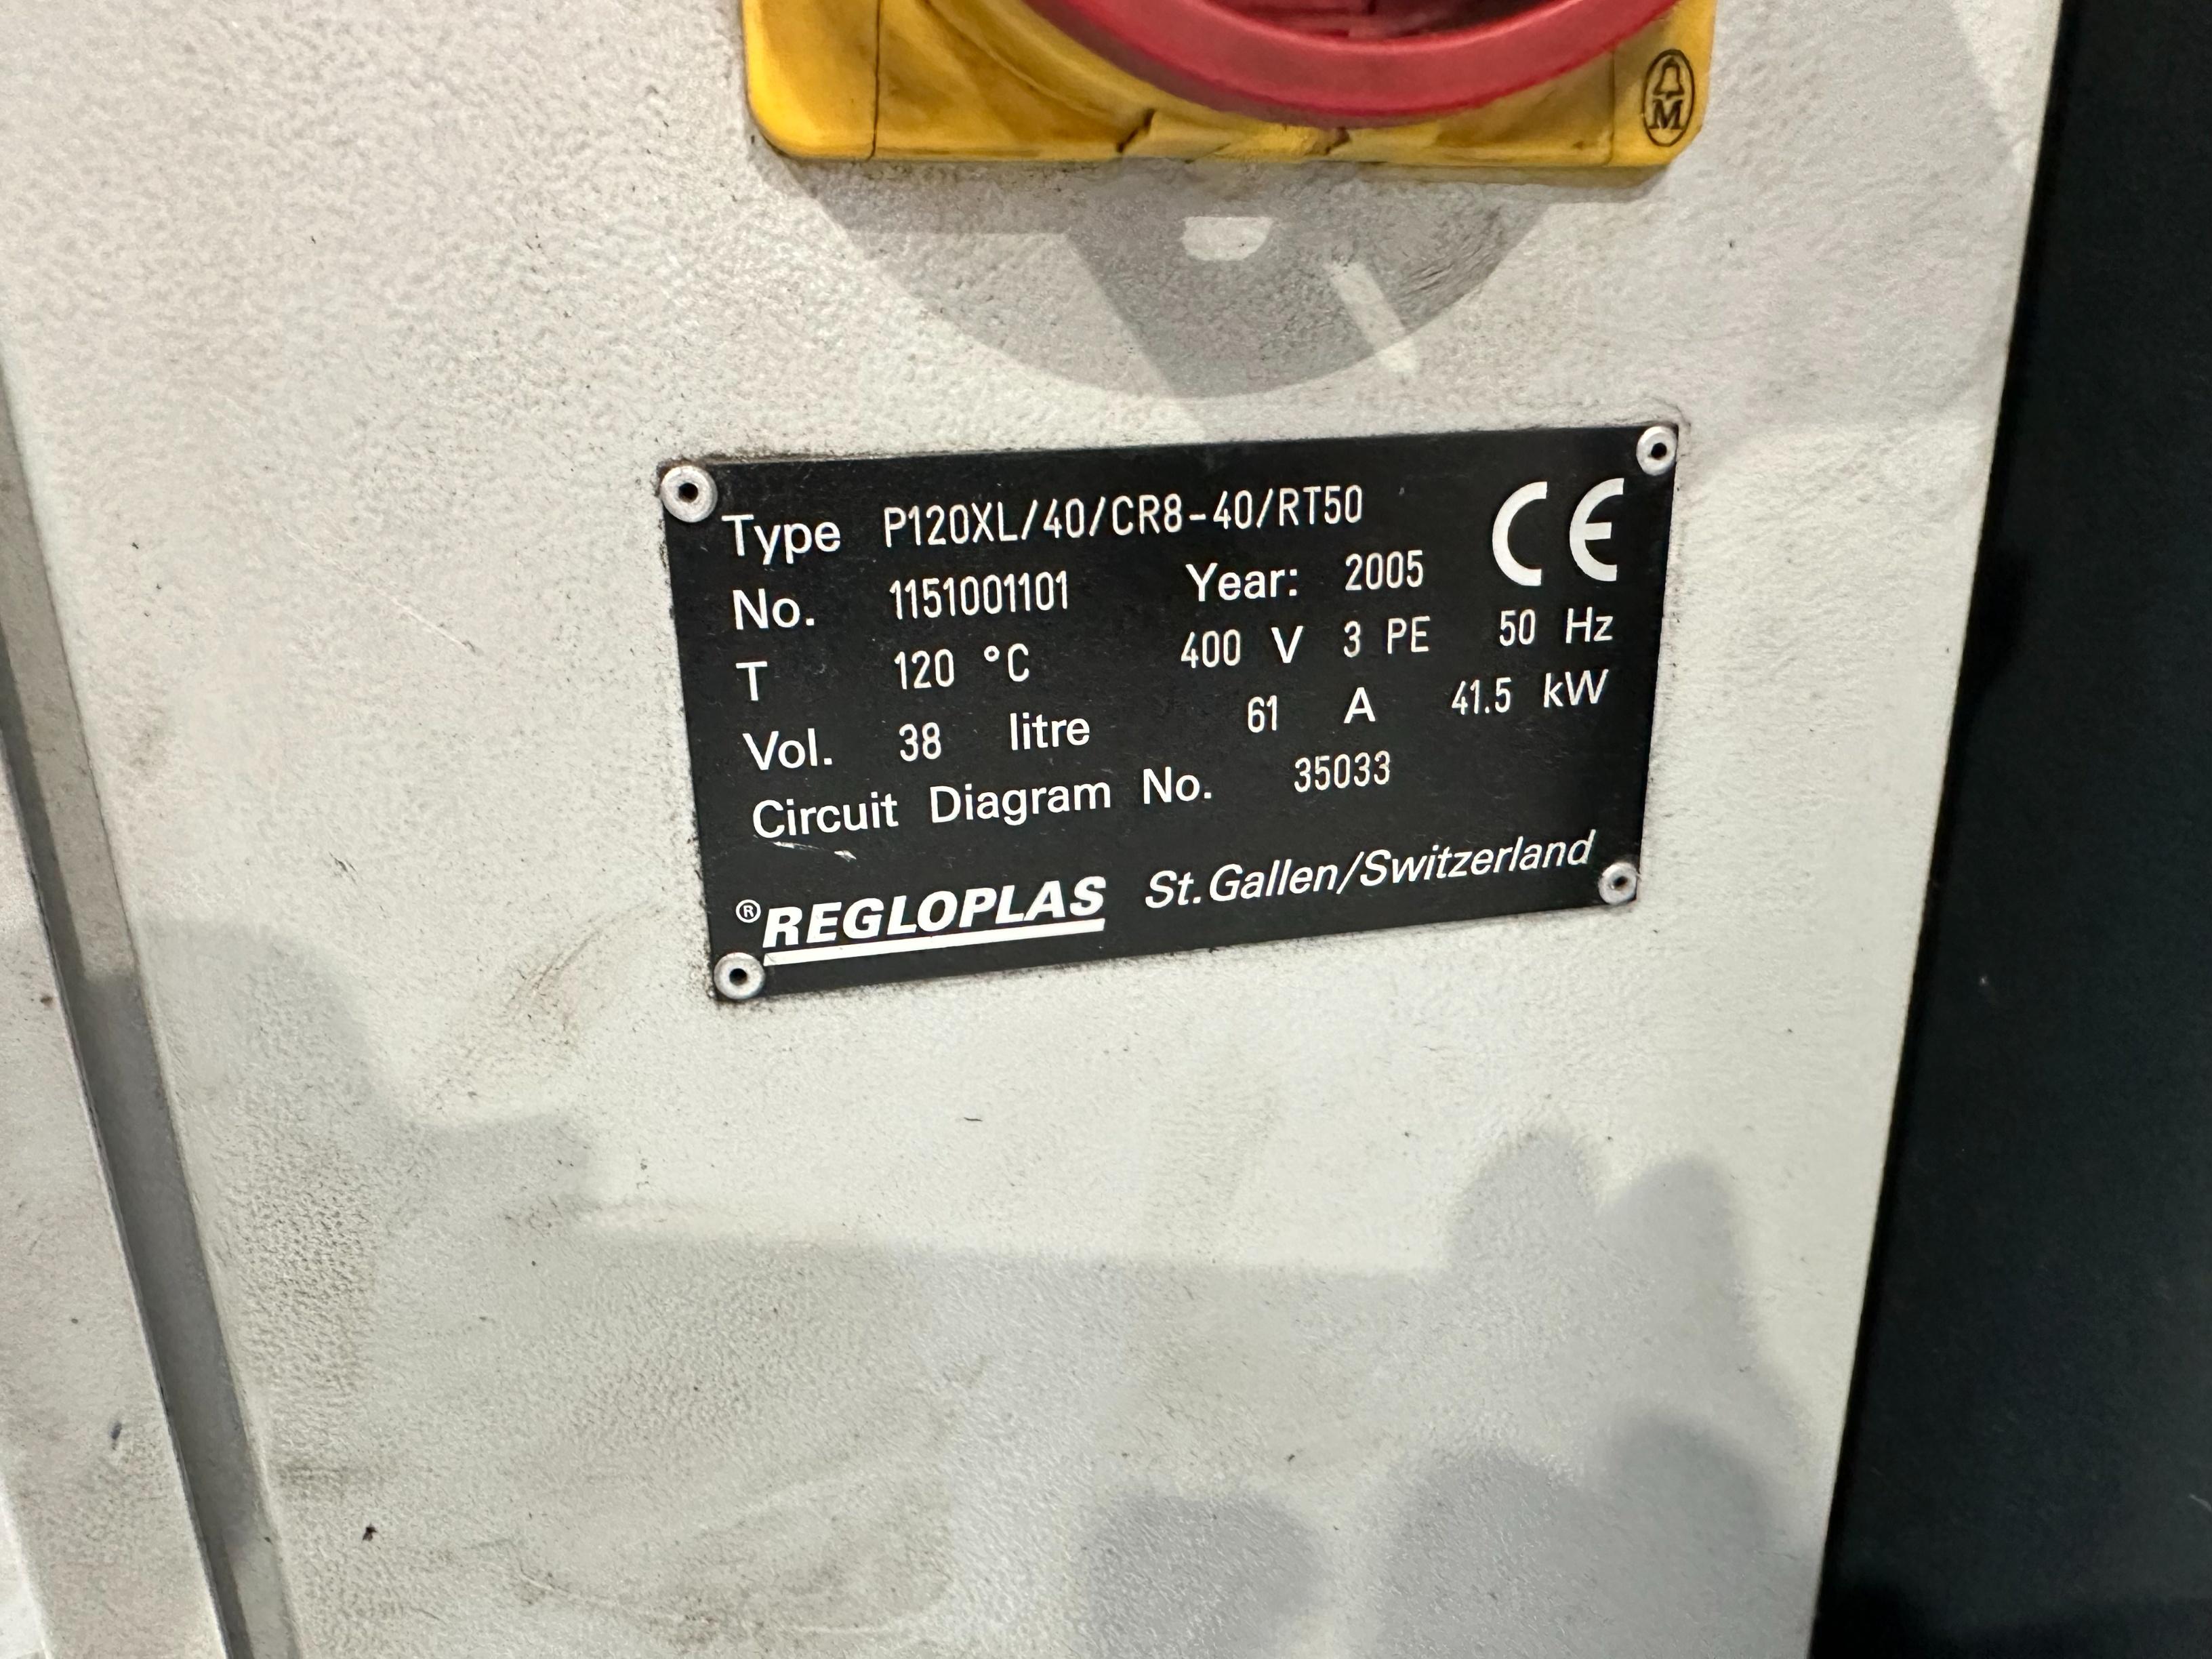 M
Type P120XL/40/CR8-40/RT50 CE
No. 1151001101 Year: 2005
T 120 °C 400 V 3 PE 50 Hz
Vol. 38 litre 61 A 41.5 kW
Circuit Diagram No. 35033
®REGLOPLAS St.Gallen/Switzerland